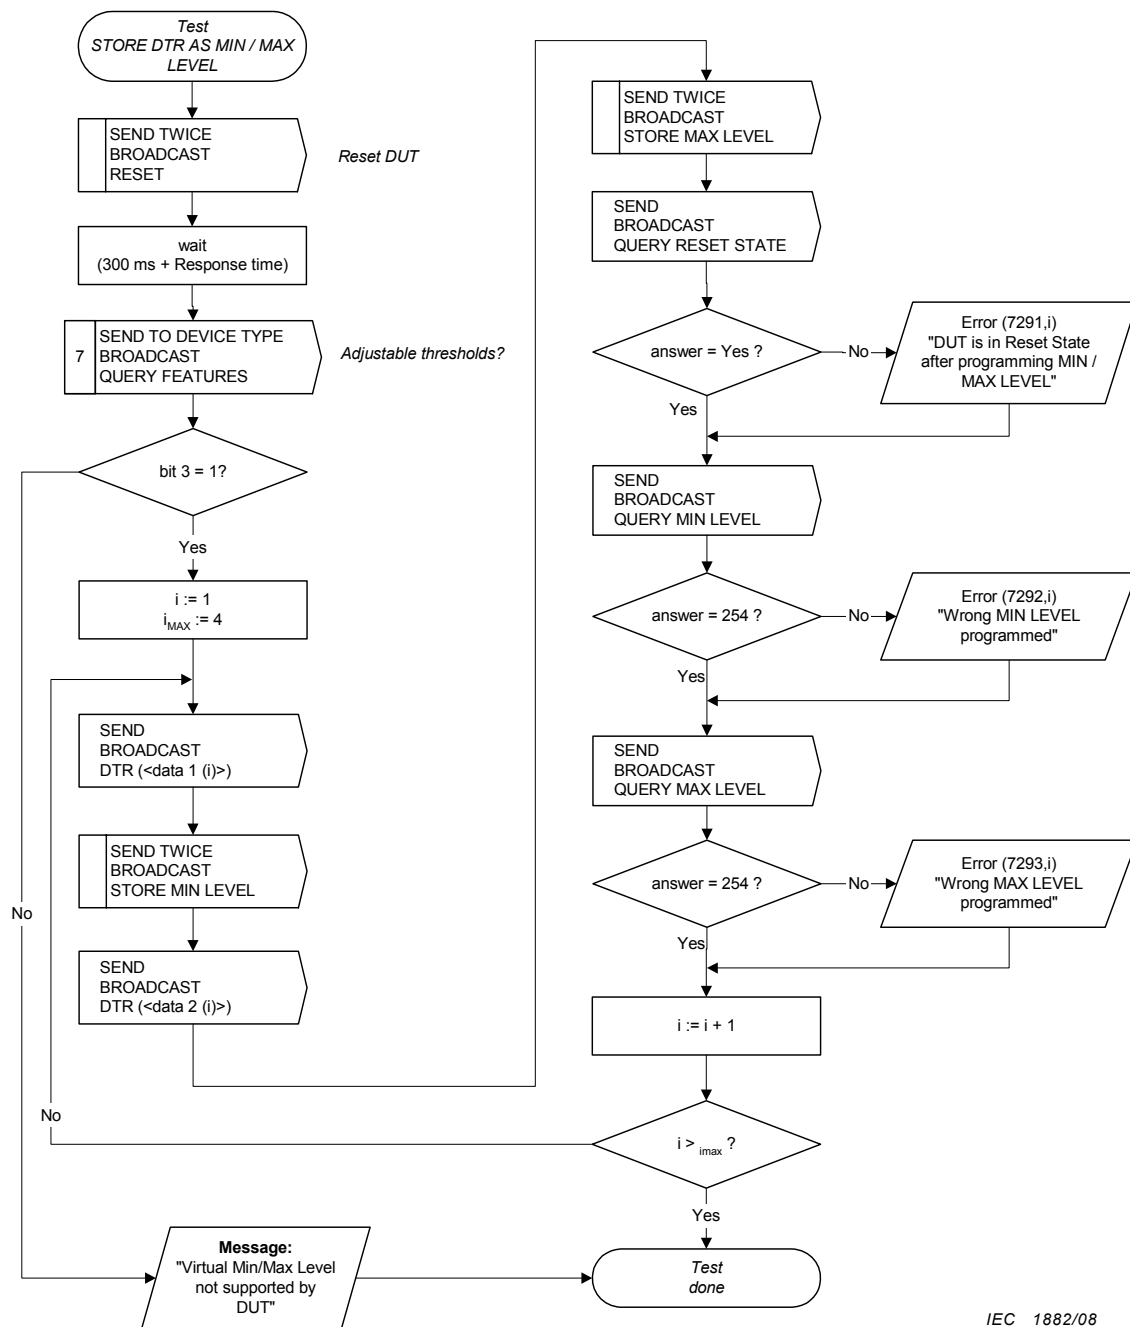 Test
STORE DTR AS MIN / MAX
LEVEL
SEND TWICE
BROADCAST
RESET
Reset DUT
wait
(300 ms + Response time)
7
SEND TO DEVICE TYPE
BROADCAST
QUERY FEATURES
Adjustable thresholds?
bit 3 = 1?
Yes
i := 1
iMAX := 4
SEND
BROADCAST
DTR (<data 1 (i)>)
SEND TWICE
BROADCAST
STORE MIN LEVEL
No
SEND
BROADCAST
DTR (<data 2 (i)>)
No
Message:
"Virtual Min/Max Level
not supported by
DUT"
SEND TWICE
BROADCAST
STORE MAX LEVEL
SEND
BROADCAST
QUERY RESET STATE
answer = Yes ?
No
Error (7291,i)
"DUT is in Reset State
after programming MIN /
MAX LEVEL"
Yes
SEND
BROADCAST
QUERY MIN LEVEL
answer = 254 ?
No
Error (7292,i)
"Wrong MIN LEVEL
programmed"
Yes
SEND
BROADCAST
QUERY MAX LEVEL
answer = 254 ?
No
Error (7293,i)
"Wrong MAX LEVEL
programmed"
Yes
i := i + 1
i > imax ?
Yes
Test
done
IEC 1882/08